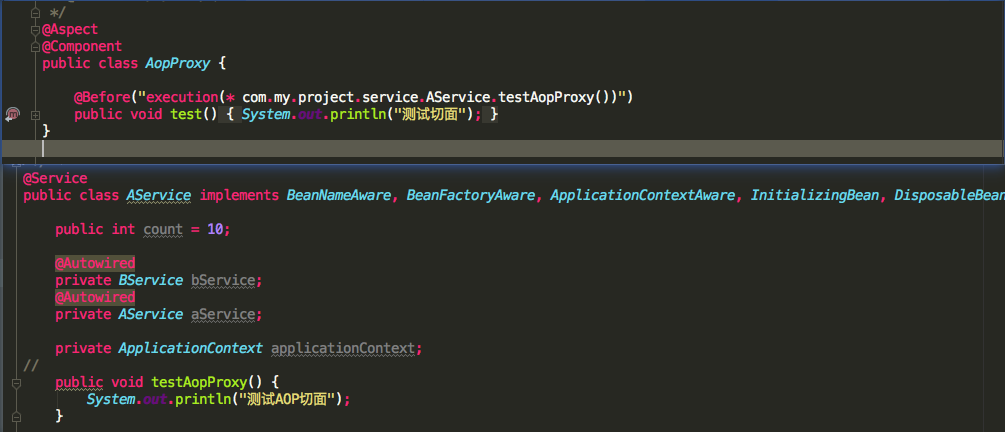 */
@Aspect
@Component
public class AopProxy {
@Before("execution(* com.my.project.service.AService.testAopProxy())")
public void test() { System.out.println("测试切面"); }
}
@Service
public class AService implements BeanNameAware, BeanFactoryAware, ApplicationContextAware, InitializingBean, DisposableBean
public int count = 10;
@Autowired
private BService bService;
@Autowired
private AService aService;
private ApplicationContext applicationContext;
//
public void testAopProxy() {
System.out.println("测试AOP切面");
}